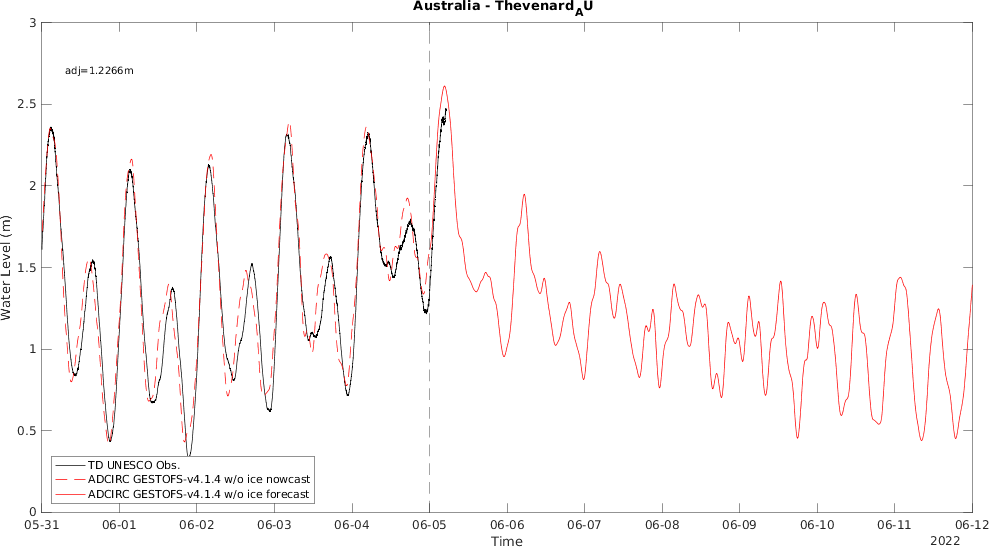 Australia - Thevenard_AU
3
adj=1.2266m
2.5
2
1.5
Water Level (m)
1
0.5
TD UNESCO Obs.
ADCIRC GESTOFS-v4.1.4 w/o ice nowcast
ADCIRC GESTOFS-v4.1.4 w/o ice forecast
0
05-31 06-01 06-02 06-03 06-04 06-05 06-06 06-07 06-08 06-09 06-10 06-11 06-12
Time
2022